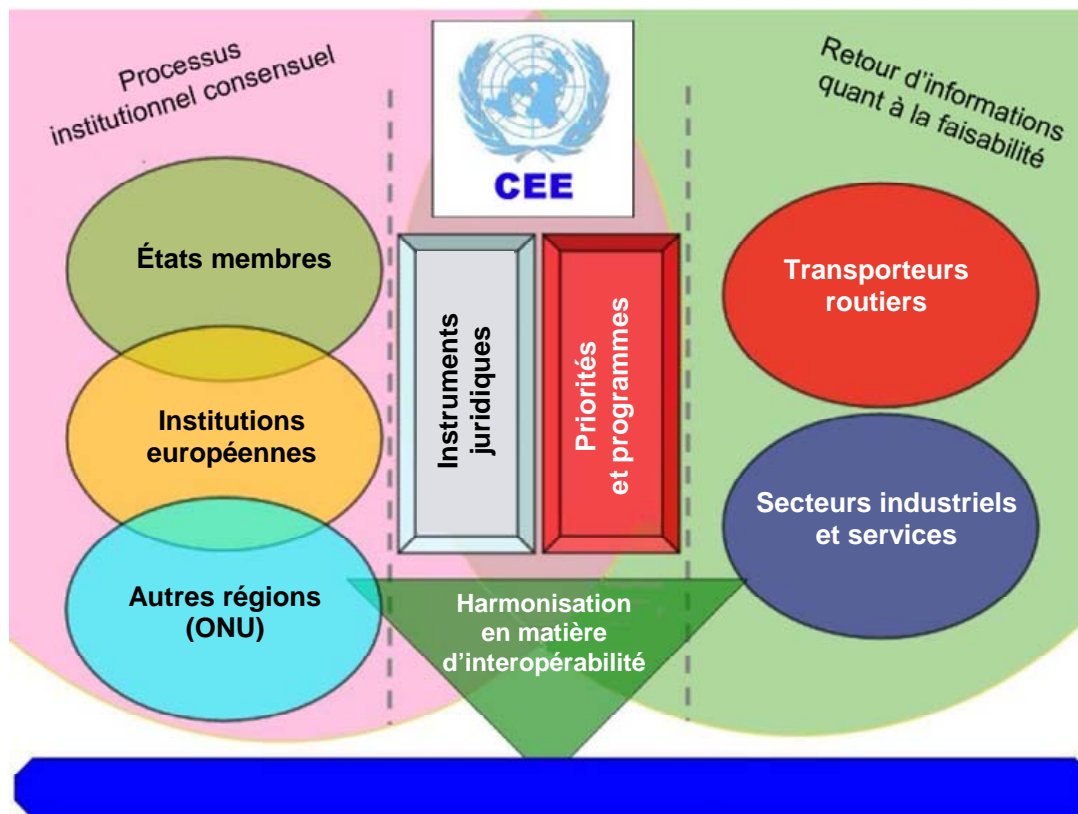 Processus
institutionnel consensuel
CEE
Retour d'informations
quant à la faisabilité
États membres
Institutions
européennes
Autres régions
(ONU)
Instruments
juridiques
Priorités
et programmes
Transporteurs
routiers
Secteurs industriels
et services
Harmonisation
en matière
d'interopérabilité